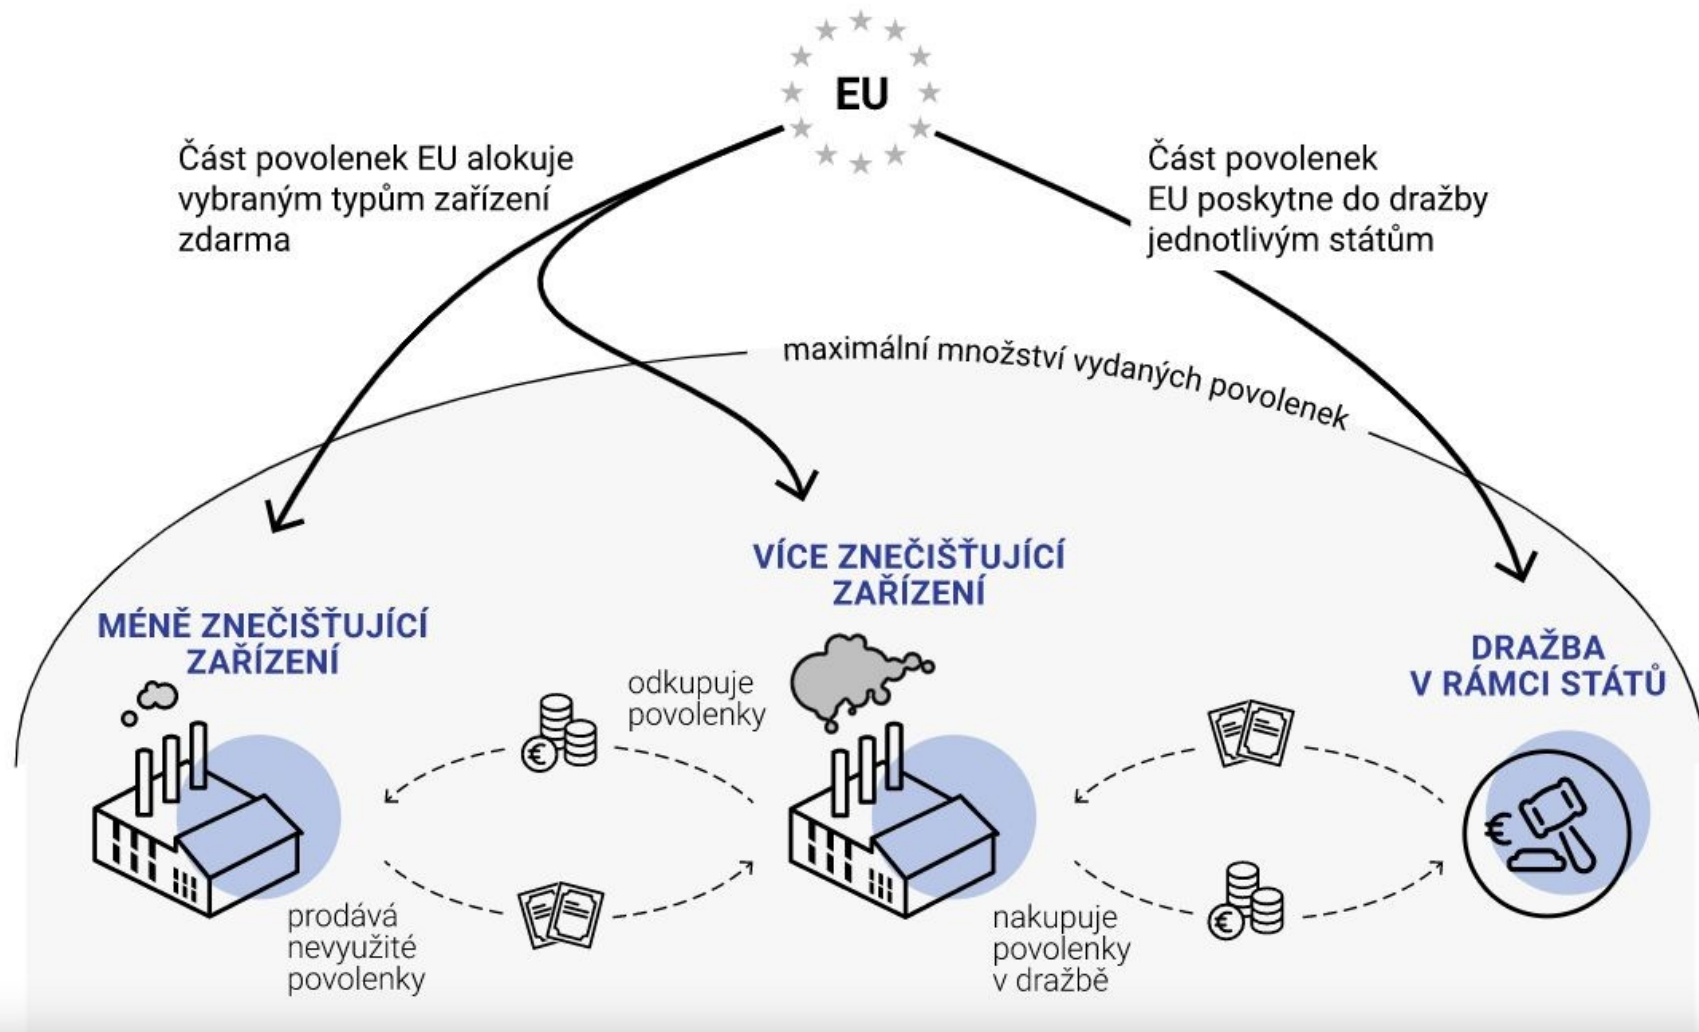 EU
Část povolenek EU alokuje
vybraným typům zařízení
zdarma
Část povolenek
EU poskytne do dražby
jednotlivým státům
maximální množství vydaných povolenek
VÍCE ZNEČIŠŤUJÍCÍ
ZAŘÍZENÍ
MÉNĚ ZNEČIŠŤUJÍCÍ
ZAŘÍZENÍ
DRAŽBA
V RÁMCI STÁTŮ
odkupuje
povolenky
€
€
prodává
nevyužité
povolenky
nakupuje
povolenky
v dražbě
€